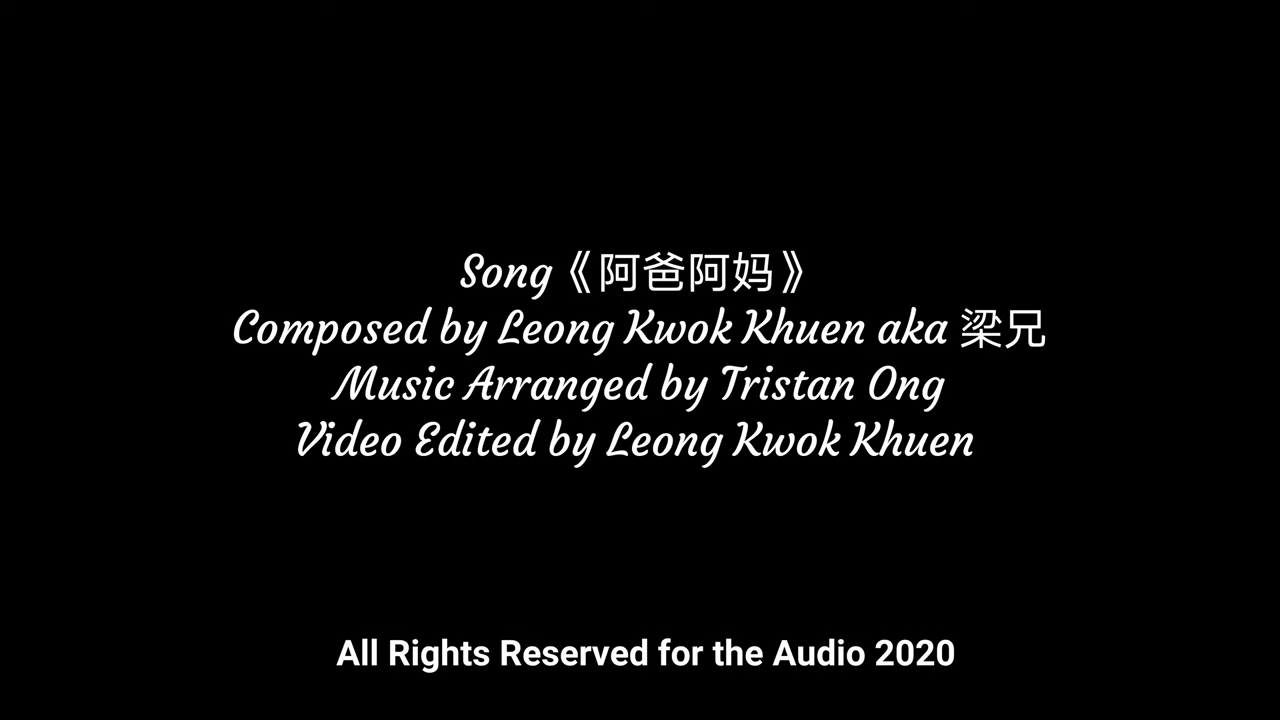 Song《阿爸阿妈》
Composed by Leong Kwok Khuen aka 梁兄
Music Arranged by Tristan Ong
Video Edited by Leong Kwok Khuen
All Rights Reserved for the Audio 2020